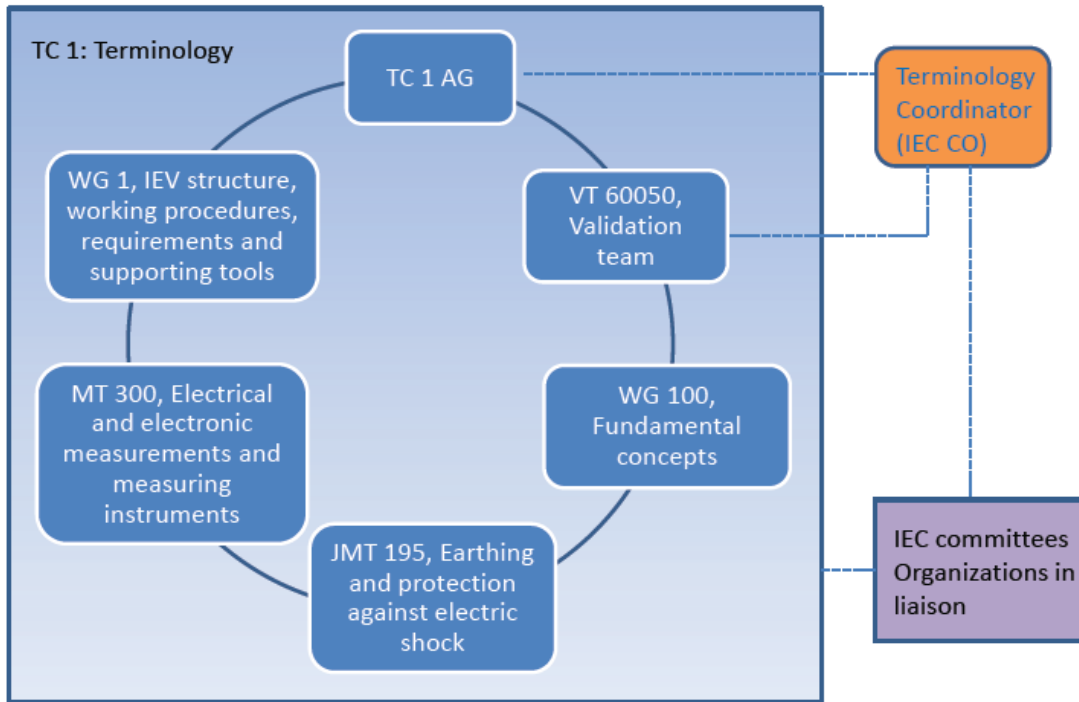 TC 1: Terminology
TC 1 AG
Terminology
Coordinator
(IEC CO)
WG 1, IEV structure,
working procedures,
requirements and
supporting tools
VT 60050,
Validation
team
MT 300, Electrical
and electronic
measurements and
measuring
instruments
WG 100,
Fundamental
concepts
JMT 195, Earthing
and protection
against electric
shock
IEC committees
Organizations in
liaison